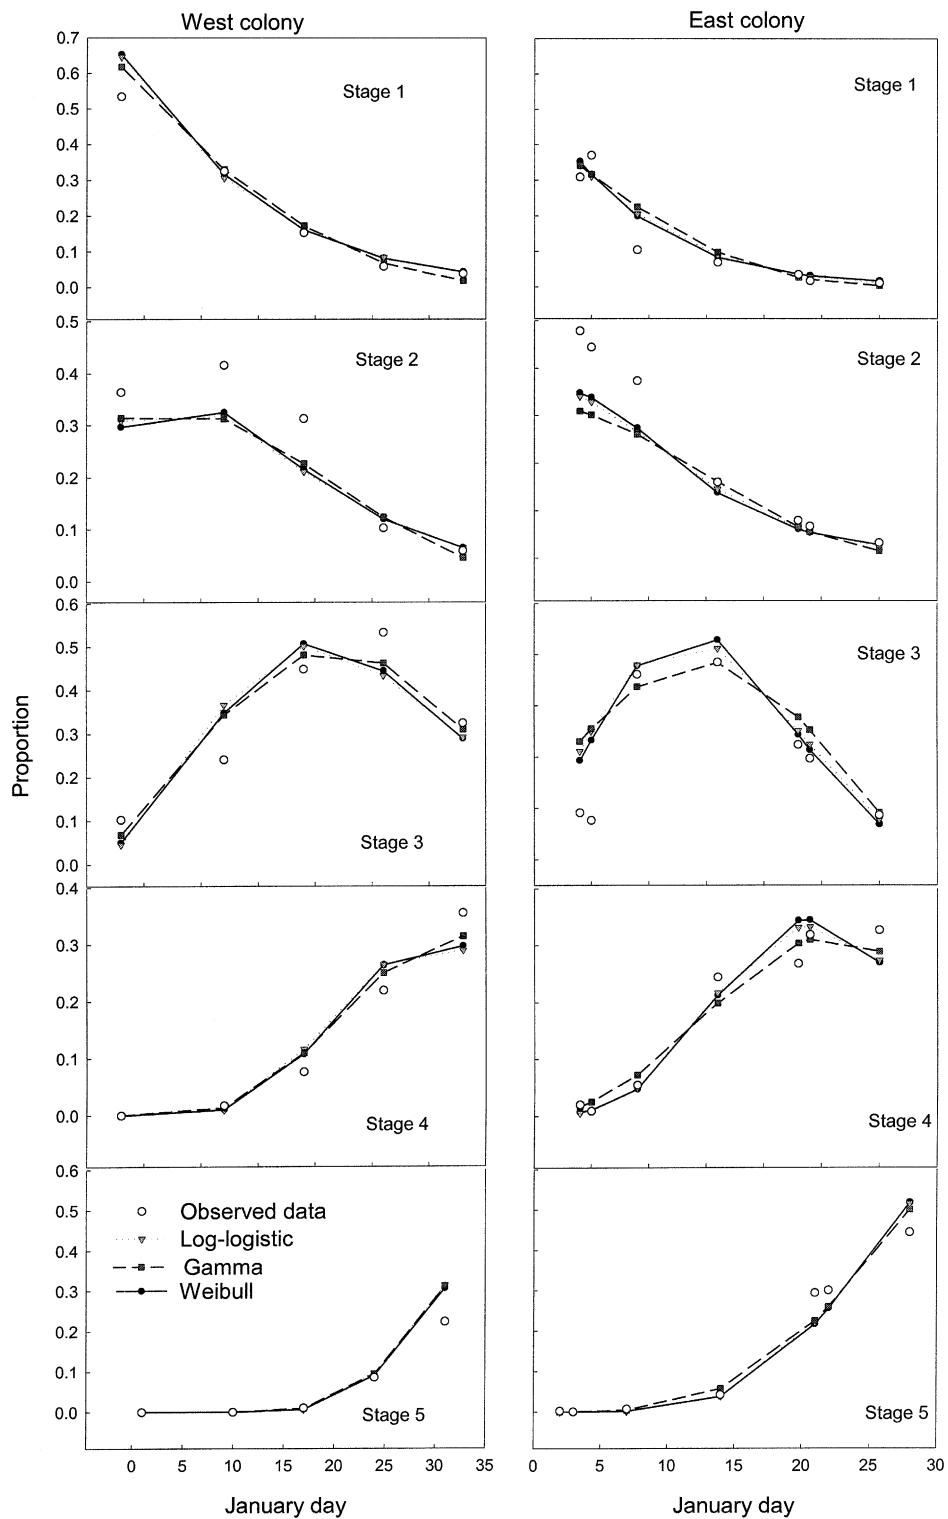 West colony
East colony
0.7
0.6
0.5
0.4
0.3
0.2
0.1
0.0
Stage 1
Stage 1
0.5
0.4
0.3
0.2
0.1
0.0
Stage 2
Stage 2
0.6
0.5
0.4
0.3
0.2
0.1
0.0
Stage 3
Stage 3
Proportion
0.4
0.3
0.2
0.1
0.0
Stage 4
Stage 4
0.6
0.5
0.4
0.3
0.2
0.1
0.0
Observed data
Log-logistic
Gamma
Weibull
Stage 5
Stage 5
0 5 10 15 20 25 30 35
0 5 10 15 20 25 30
January day
January day